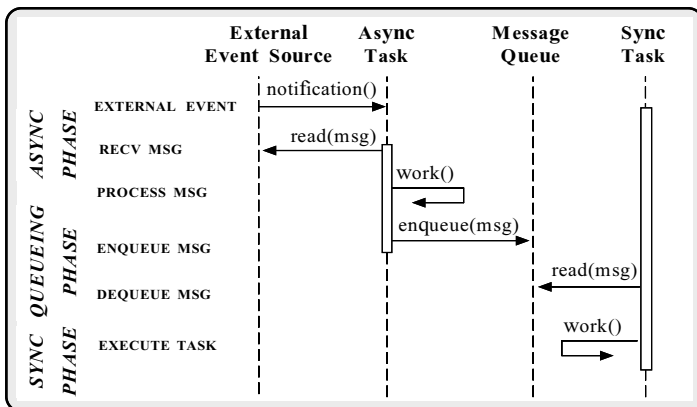 External Event Source
Async Task
Message Queue
Sync Task
ASYNC PHASE
EXTERNAL EVENT
notification()
RECV MSG
read(msg)
PROCESS MSG
work()
QUEUEING PHASE
ENQUEUE MSG
enqueue(msg)
DEQUEUE MSG
read(msg)
SYNC PHASE
EXECUTE TASK
work()